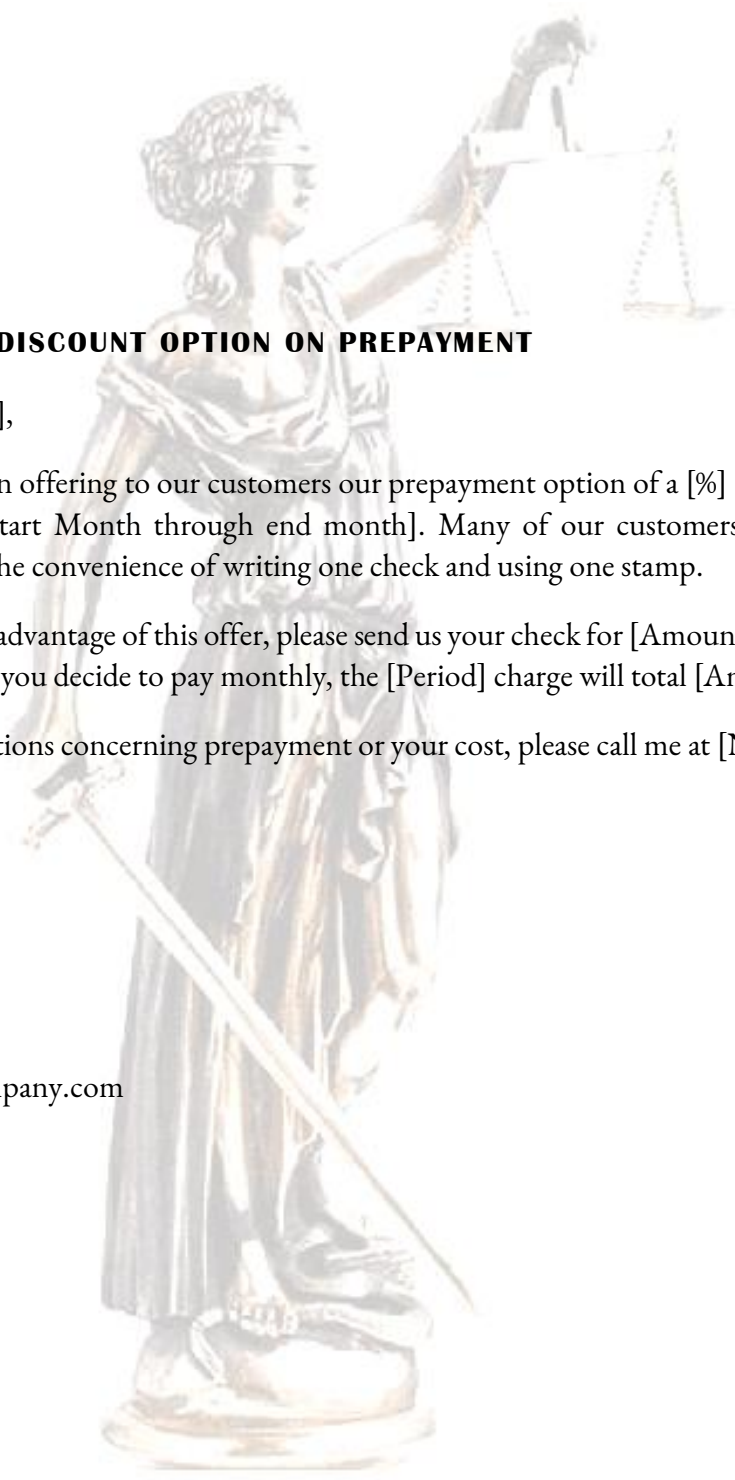 DISCOUNT OPTION ON PREPAYMENT
],
n offering to our customers our prepayment option of a [%]
tart Month through end month]. Many of our customers
he convenience of writing one check and using one stamp.
advantage of this offer, please send us your check for [Amoun
you decide to pay monthly, the [Period] charge will total [Am
tions concerning prepayment or your cost, please call me at [N
pany.com